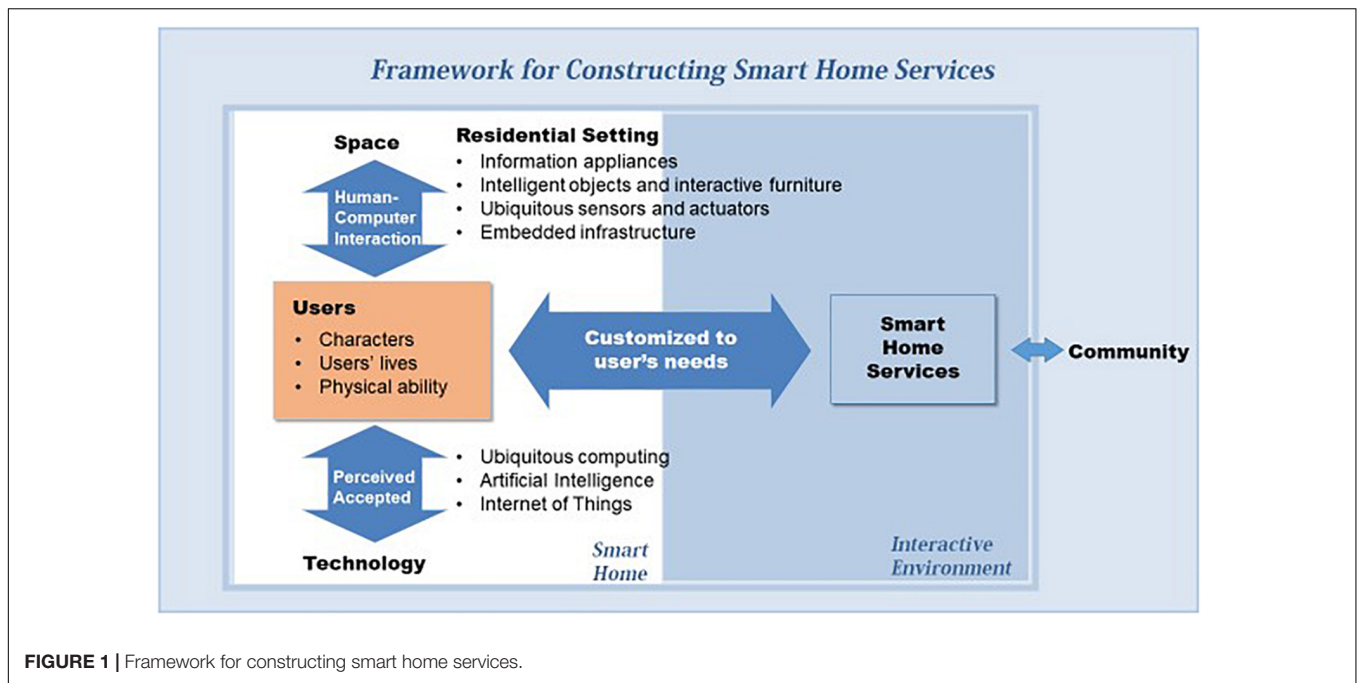 Framework for Constructing Smart Home Services
Space
Human-
Computer
Interaction
Residential Setting
• Information appliances
• Intelligent objects and interactive furniture
• Ubiquitous sensors and actuators
• Embedded infrastructure
Users
• Characters
• Users' lives
• Physical ability
Customized to
user's needs
Smart
Home
Services
Community
Perceived
Accepted
• Ubiquitous computing
• Artificial Intelligence
• Internet of Things
Technology
Smart
Home
Interactive
Environment
FIGURE 1 | Framework for constructing smart home services.